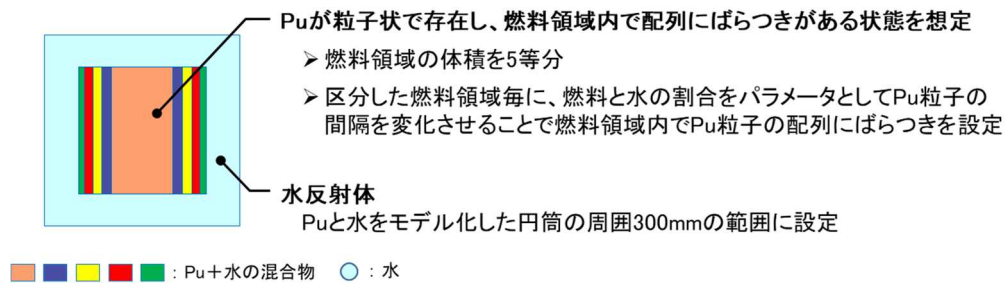 Puが粒子状で存在し、燃料領域内で配列にばらつきがある状態を想定
➢ 燃料領域の体積を5等分
➢ 区分した燃料領域毎に、燃料と水の割合をパラメータとしてPu粒子の
間隔を変化させることで燃料領域内でPu粒子の配列にばらつきを設定
水反射体
Puと水をモデル化した円筒の周囲300mmの範囲に設定
：Pu＋水の混合物 ：水